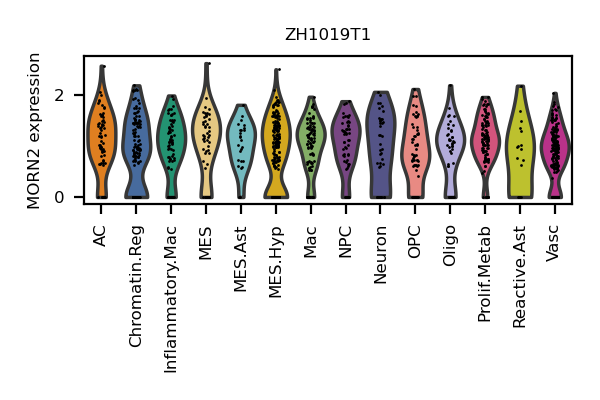 ZH1019T1
MORN2 expression
2
0
AC
Chromatin.Reg
Inflammatory.Mac
MES
MES.Ast
MES.Hyp
Mac
NPC
Neuron
OPC
Oligo
Prolif.Metab
Reactive.Ast
Vasc